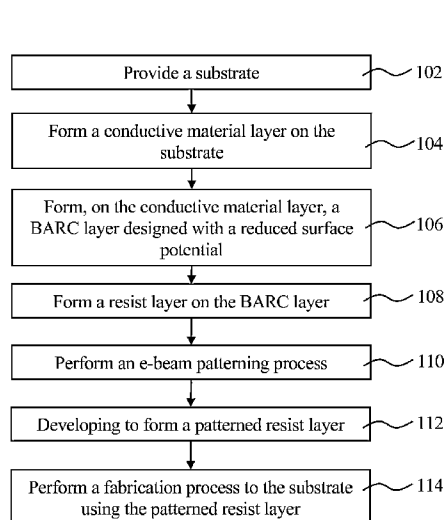 Provide a substrate
102
Form a conductive material layer on the
substrate
104
Form, on the conductive material layer, a
BARC layer designed with a reduced surface
potential
106
Form a resist layer on the BARC layer
108
Perform an e-beam patterning process
110
Developing to form a patterned resist layer
112
Perform a fabrication process to the substrate
using the patterned resist layer
114